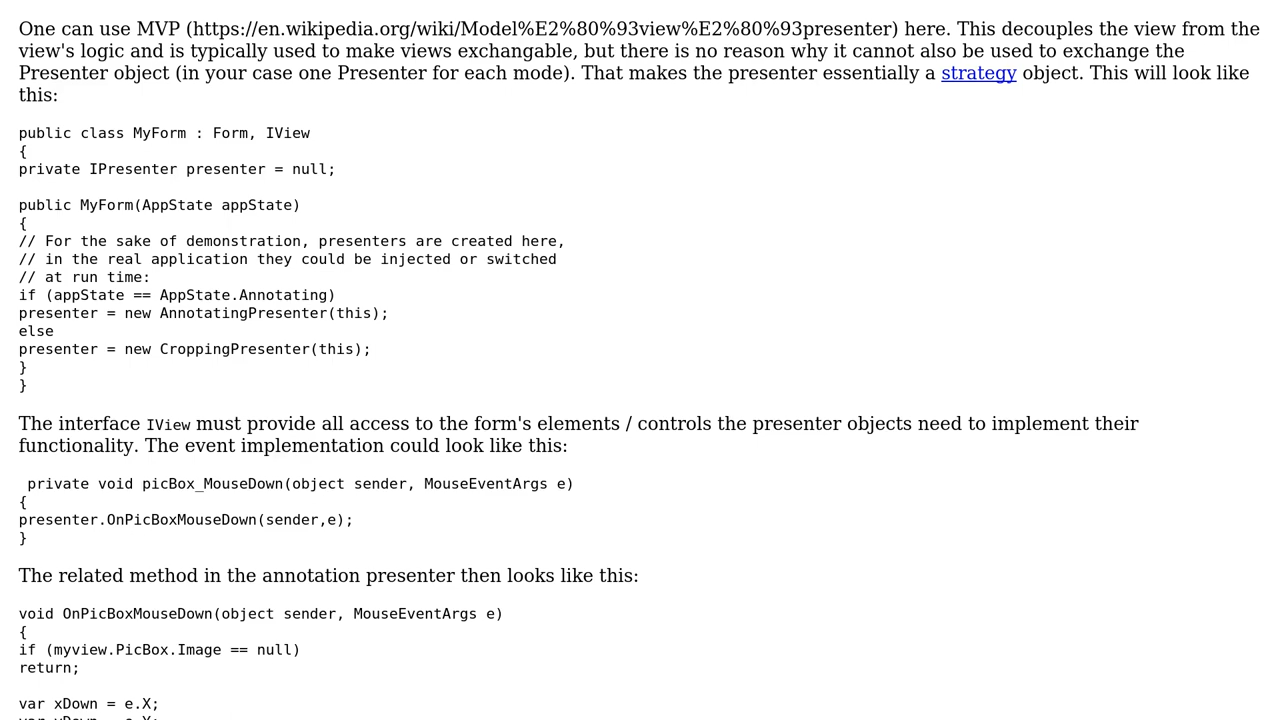 One can use MVP (https://en.wikipedia.org/wiki/Model%E2%80%93view%E2%80%93presenter) here. This decouples the view from the
view's logic and is typically used to make views exchangable, but there is no reason why it cannot also be used to exchange the
Presenter object (in your case one Presenter for each mode). That makes the presenter essentially a strategy object. This will look like
this:
public class MyForm : Form, IView
{
private IPresenter presenter = null;
public MyForm(AppState appState)
{
// For the sake of demonstration, presenters are created here,
// in the real application they could be injected or switched
// at run time:
if (appState == AppState.Annotating)
presenter = new AnnotatingPresenter(this);
else
presenter = new CroppingPresenter(this);
}
}
The interface IView must provide all access to the form's elements / controls the presenter objects need to implement their
functionality. The event implementation could look like this:
private void picBox_MouseDown(object sender, MouseEventArgs e)
{
presenter.OnPicBoxMouseDown(sender,e);
}
The related method in the annotation presenter then looks like this:
void OnPicBoxMouseDown(object sender, MouseEventArgs e)
{
if (myview.PicBox.Image == null)
return;
var xDown = e.X;